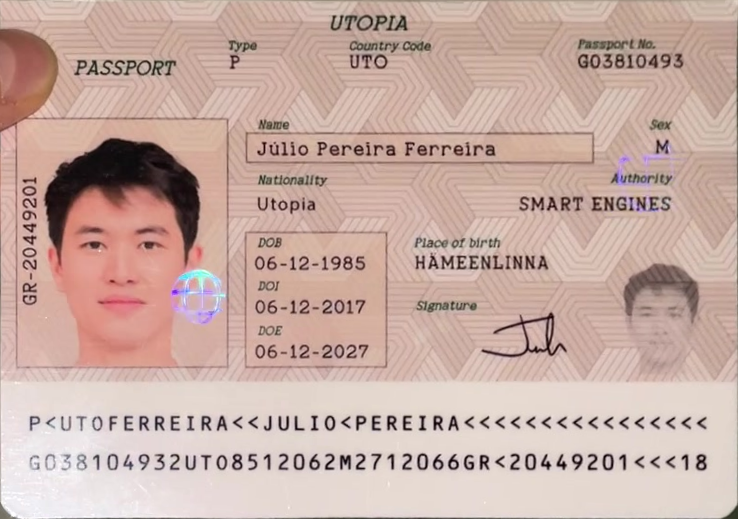 UTOPIA
PASSPORT
Type
P
Country Code
UTO
Passport No.
G03810493
GR-20449201
Name
Júlio Pereira Ferreira
Sex
M
Nationality
Utopia
Authority
SMART ENGINES
DOB
06-12-1985
DOI
06-12-2017
DOE
06-12-2027
Place of birth
HÄMEENLINNA
Signature
P<UTOFERREIRA<<JULIO<PEREIRA<<<<<<<<<<<<<<<<
G038104932UTO8512062M2712066GR<20449201<<<18